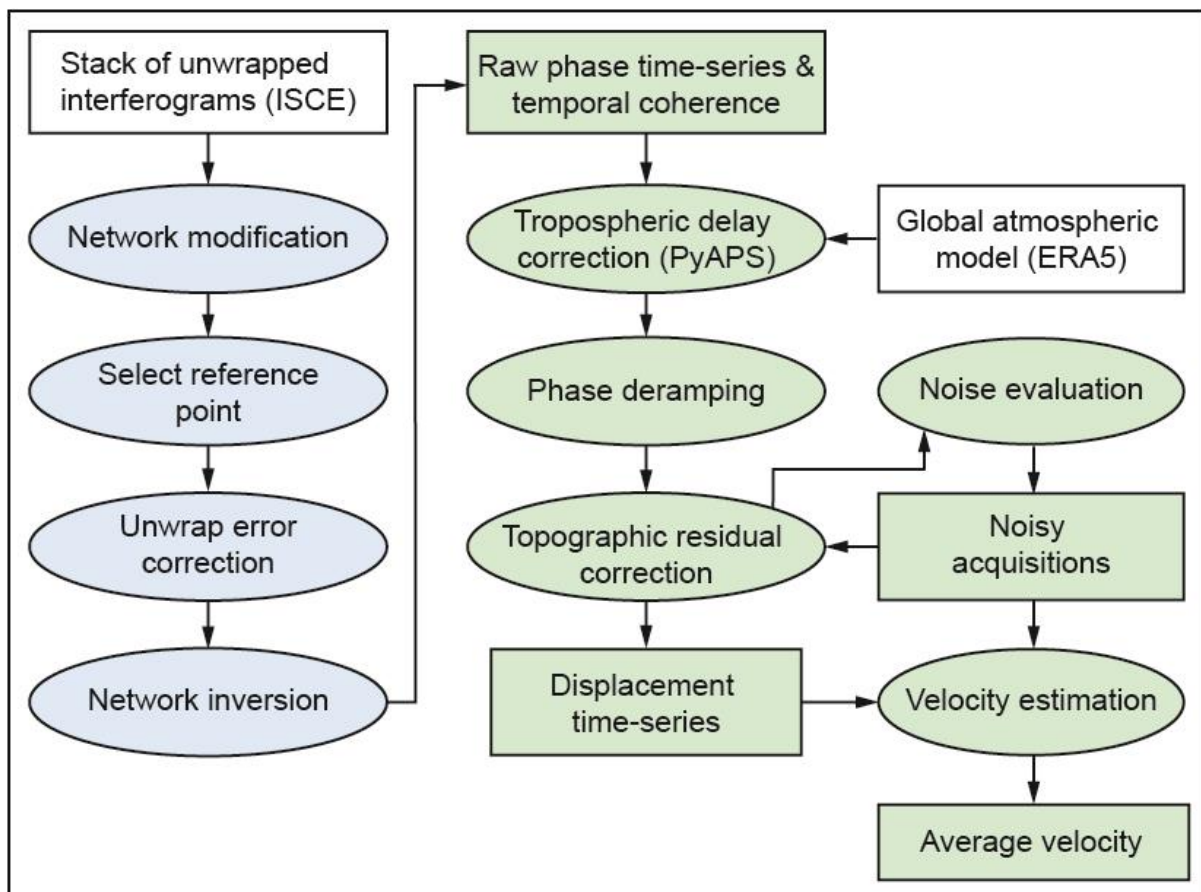 Stack of unwrapped
interferograms (ISCE)
Network modification
Select reference
point
Unwrap error
correction
Network inversion
Raw phase time-series &
temporal coherence
Tropospheric delay
correction (PyAPS)
Global atmospheric
model (ERA5)
Phase deramping
Noise evaluation
Topographic residual
correction
Noisy
acquisitions
Displacement
time-series
Velocity estimation
Average velocity